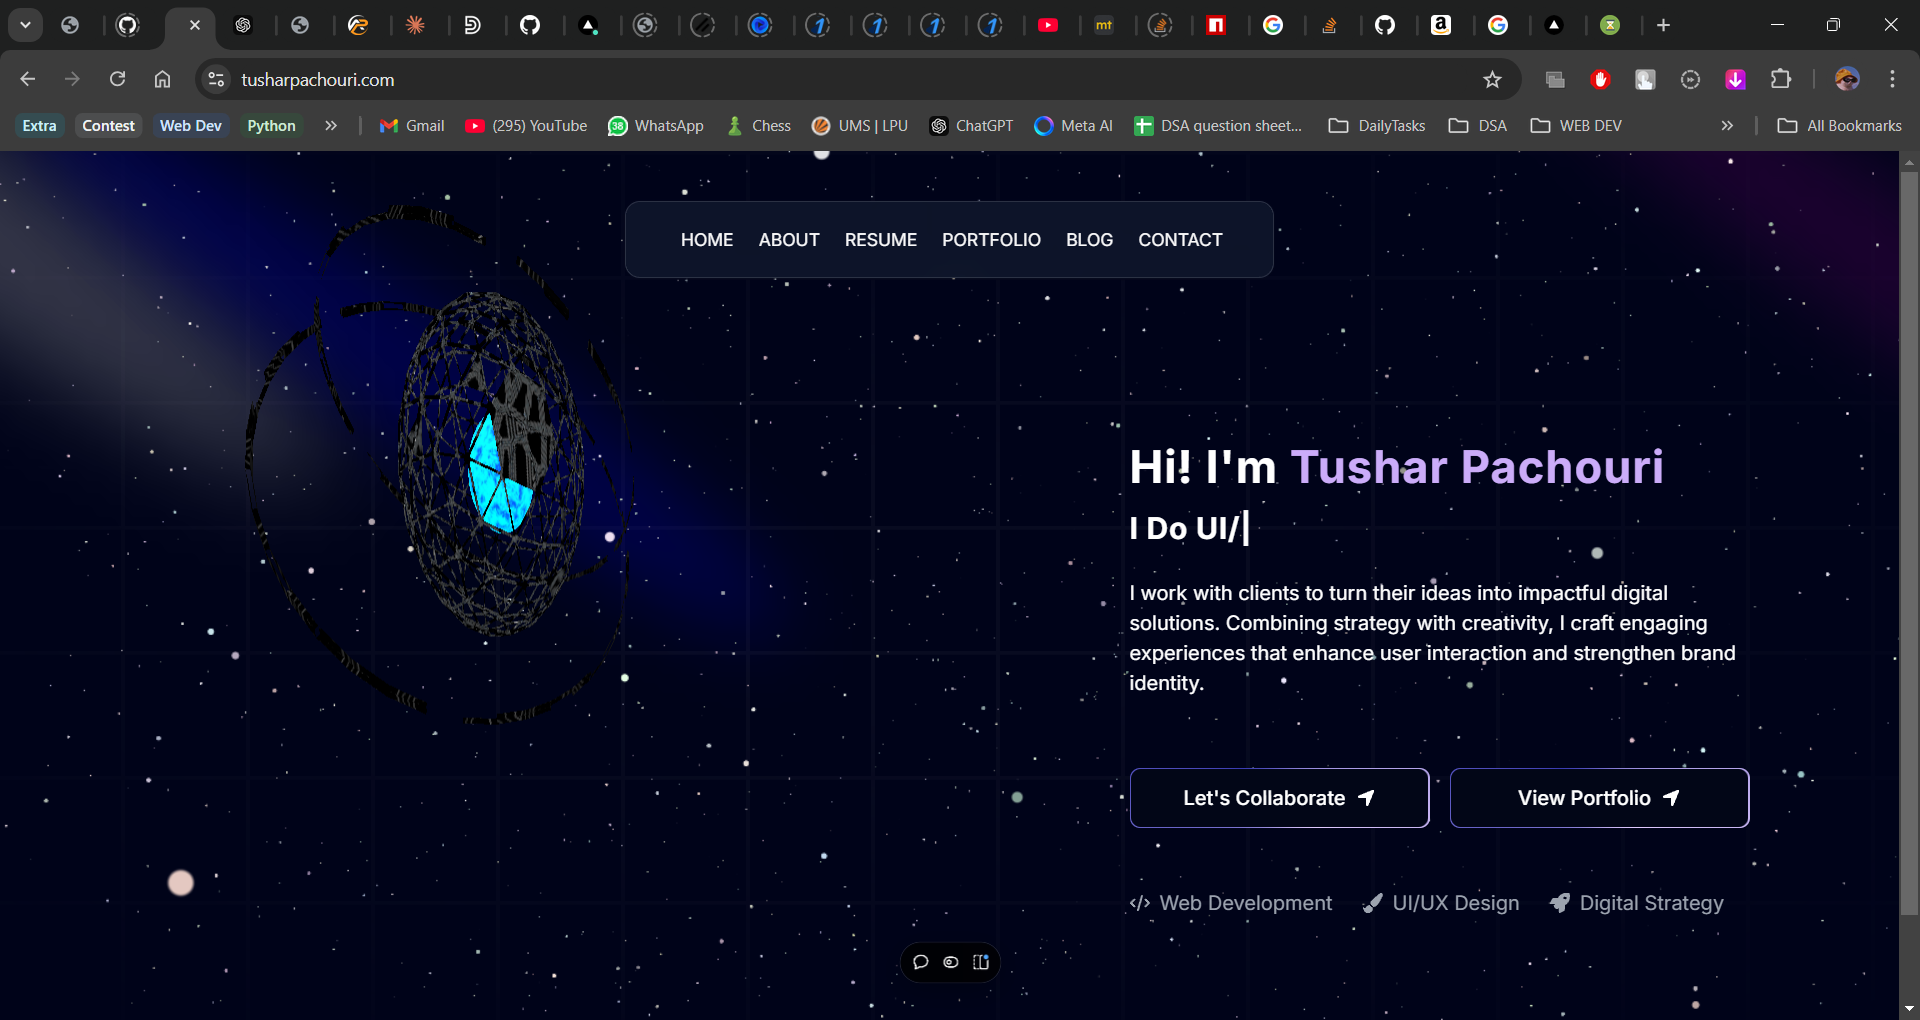 mt
tusharpachouri.com
Extra
Contest
Web Dev
Python
Gmail
(295) YouTube
38
WhatsApp
Chess
UMS | LPU
ChatGPT
Meta AI
DSA question sheet...
DailyTasks
DSA
WEB DEV
All Bookmarks
HOME ABOUT RESUME PORTFOLIO BLOG CONTACT
Hi! I'm Tushar Pachouri
I Do UI/|
I work with clients to turn their ideas into impactful digital
solutions. Combining strategy with creativity, I craft engaging
experiences that enhance user interaction and strengthen brand
identity.
Let's Collaborate
View Portfolio
</> Web Development
UI/UX Design
Digital Strategy